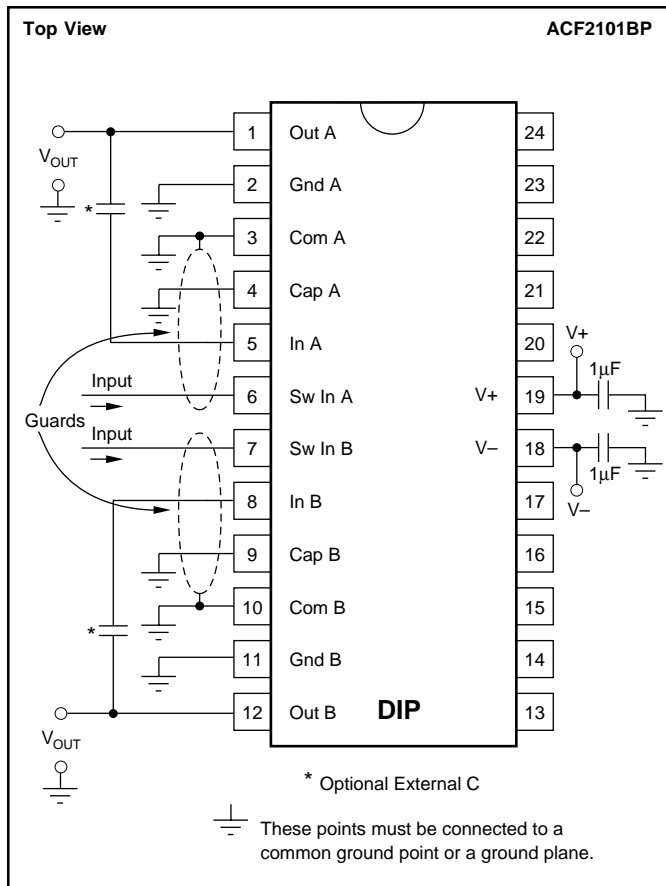 Top View
ACF2101BP
1 Out A 24
VOUT
*
2 Gnd A 23
3 Com A 22
4 Cap A 21
V+
5 In A 20
1µF
Input
6 Sw In A V+ 19
Guards
Input
7 Sw In B V– 18
1µF
V–
8 In B 17
9 Cap B 16
10 Com B 15
*
11 Gnd B 14
12 Out B DIP 13
VOUT
* Optional External C
These points must be connected to a
common ground point or a ground plane.